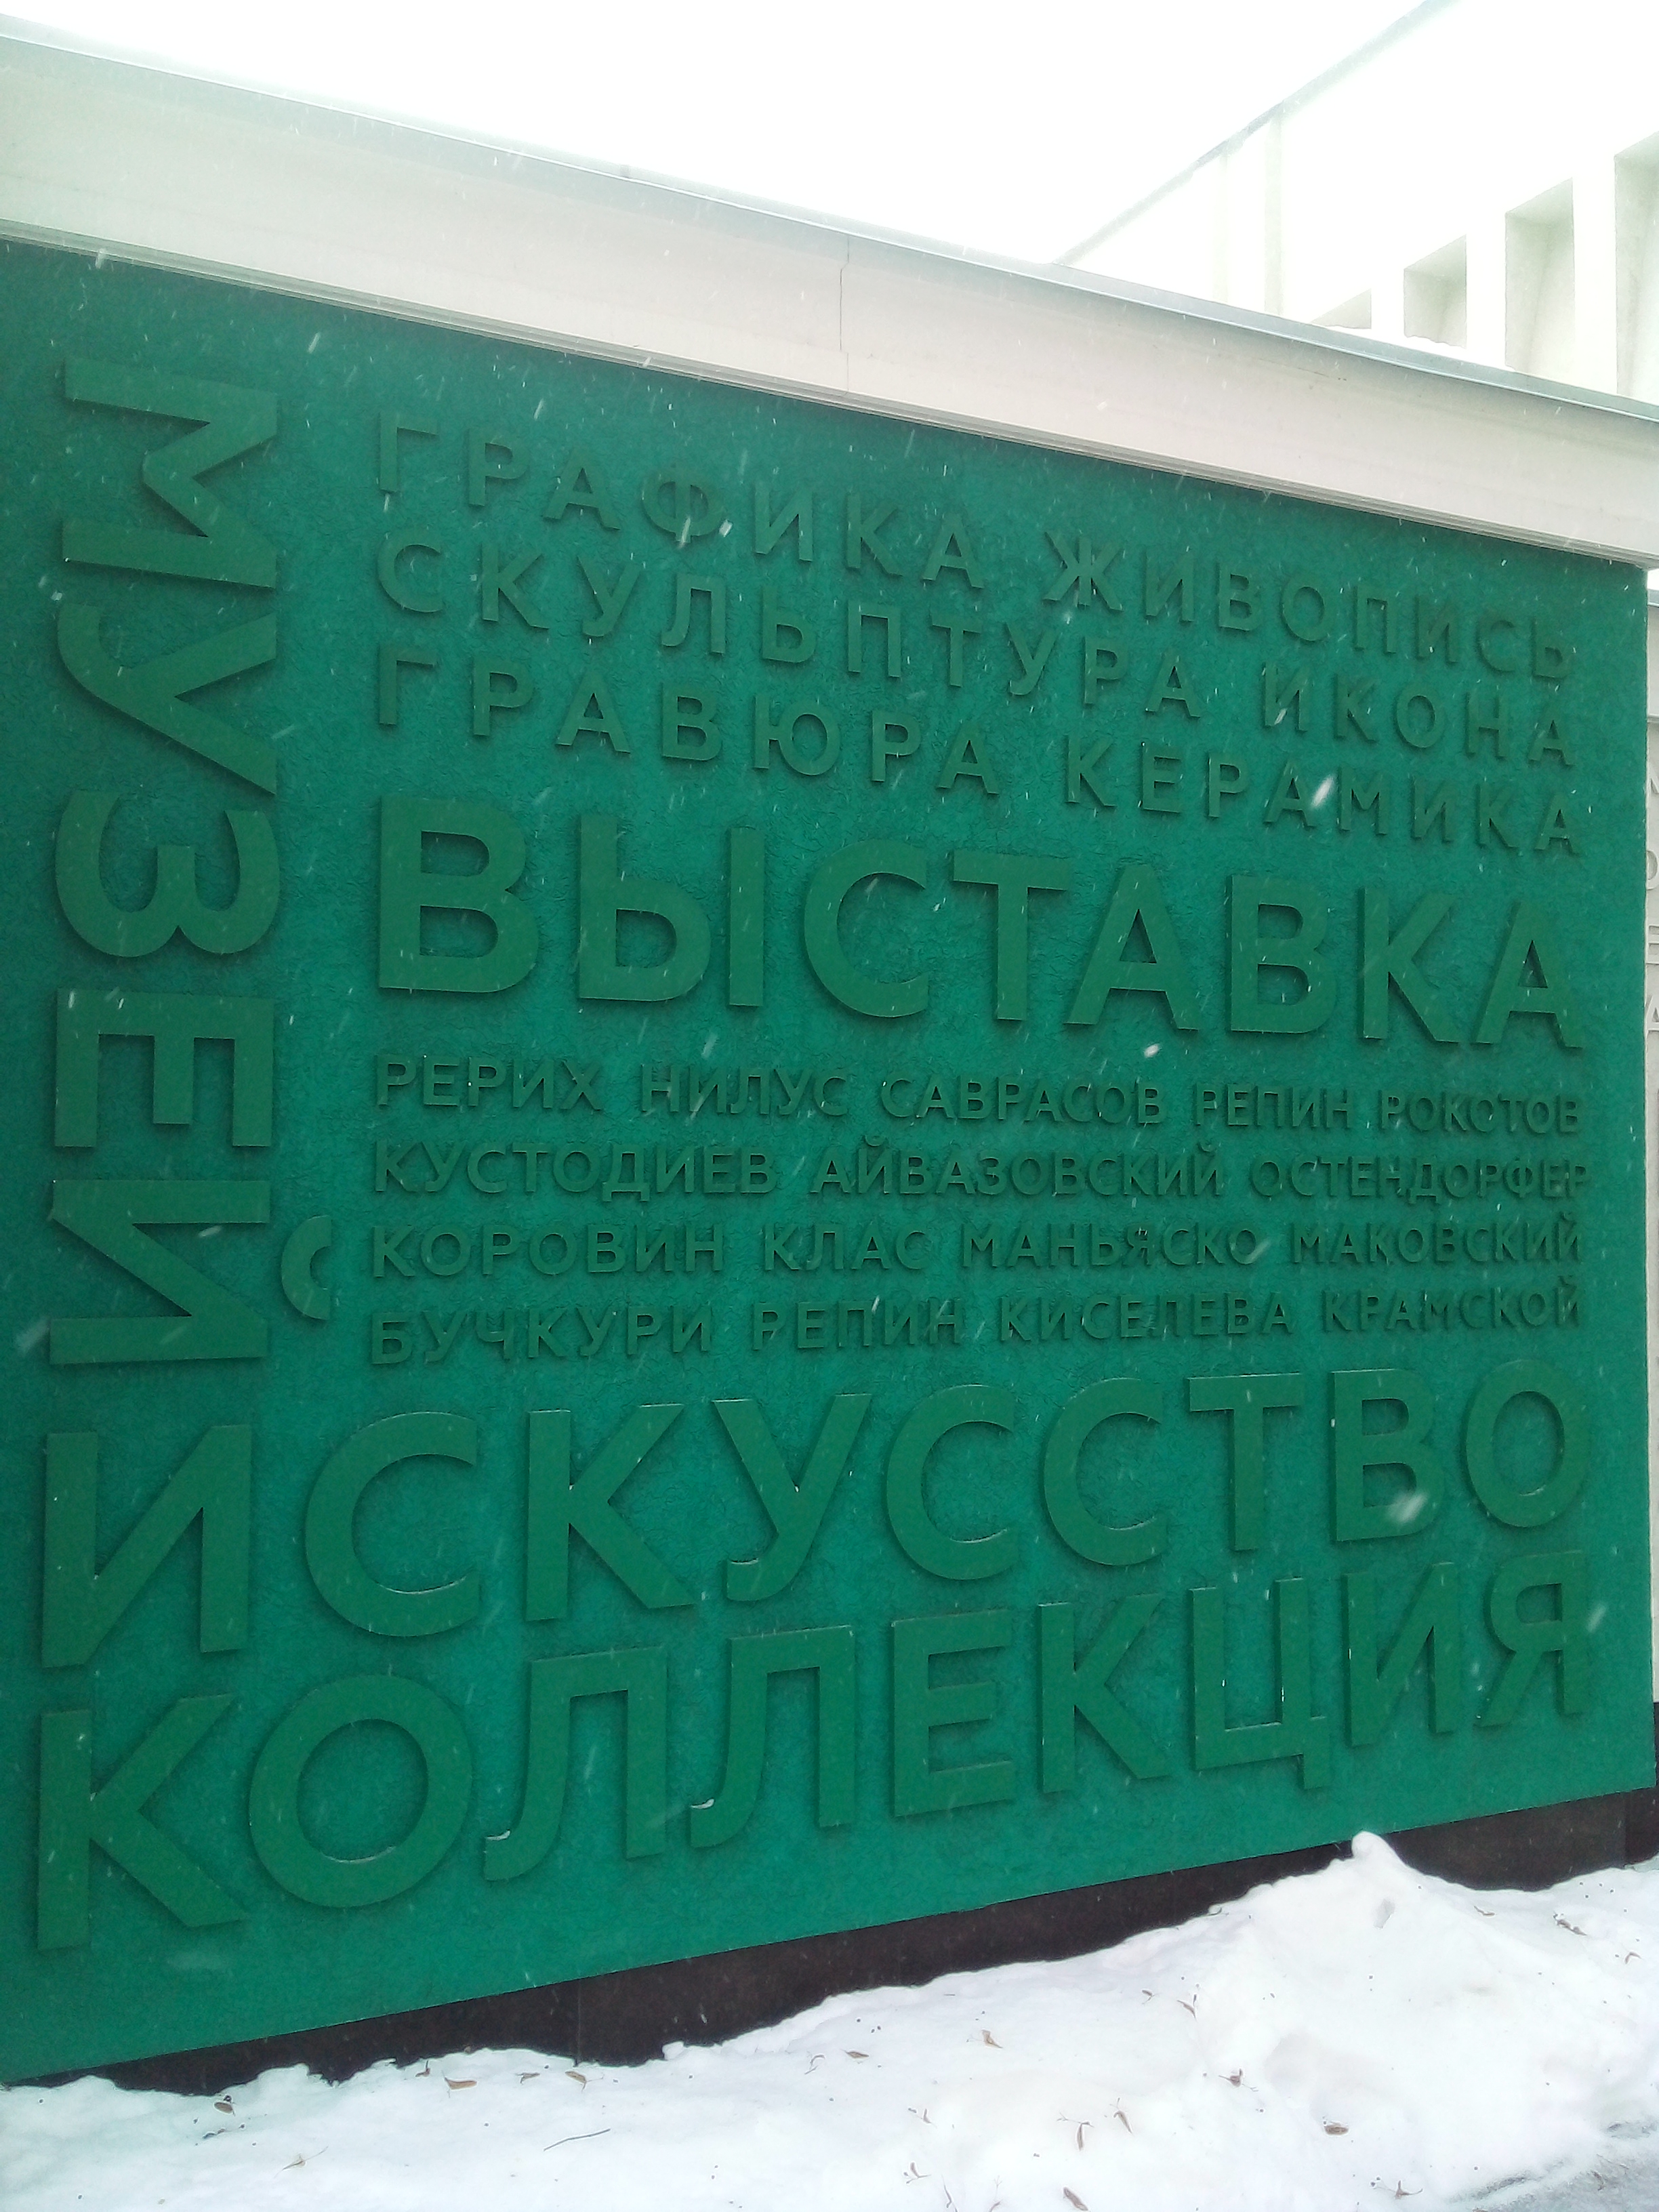 МУЗЕЙ
ГРАФИКА ЖИВОПИСЬ
СКУЛЬПТУРА ИКОНА
ГРАВЮРА КЕРАМИКА
ВЫСТАВКА
РЕРИХ НИЛУС САВРАСОВ РЕПИН РОКОТОВ
КУСТОДИЕВ АЙВАЗОВСКИЙ ОСТЕНДОРФЕР
КОРОВИН КЛАС МАНЬЯСКО МАКОВСКИЙ
БУЧКУРИ РЕПИН КИСЕЛЕВА КРАМСКОЙ
ИСКУССТВО
КОЛЛЕКЦИЯ